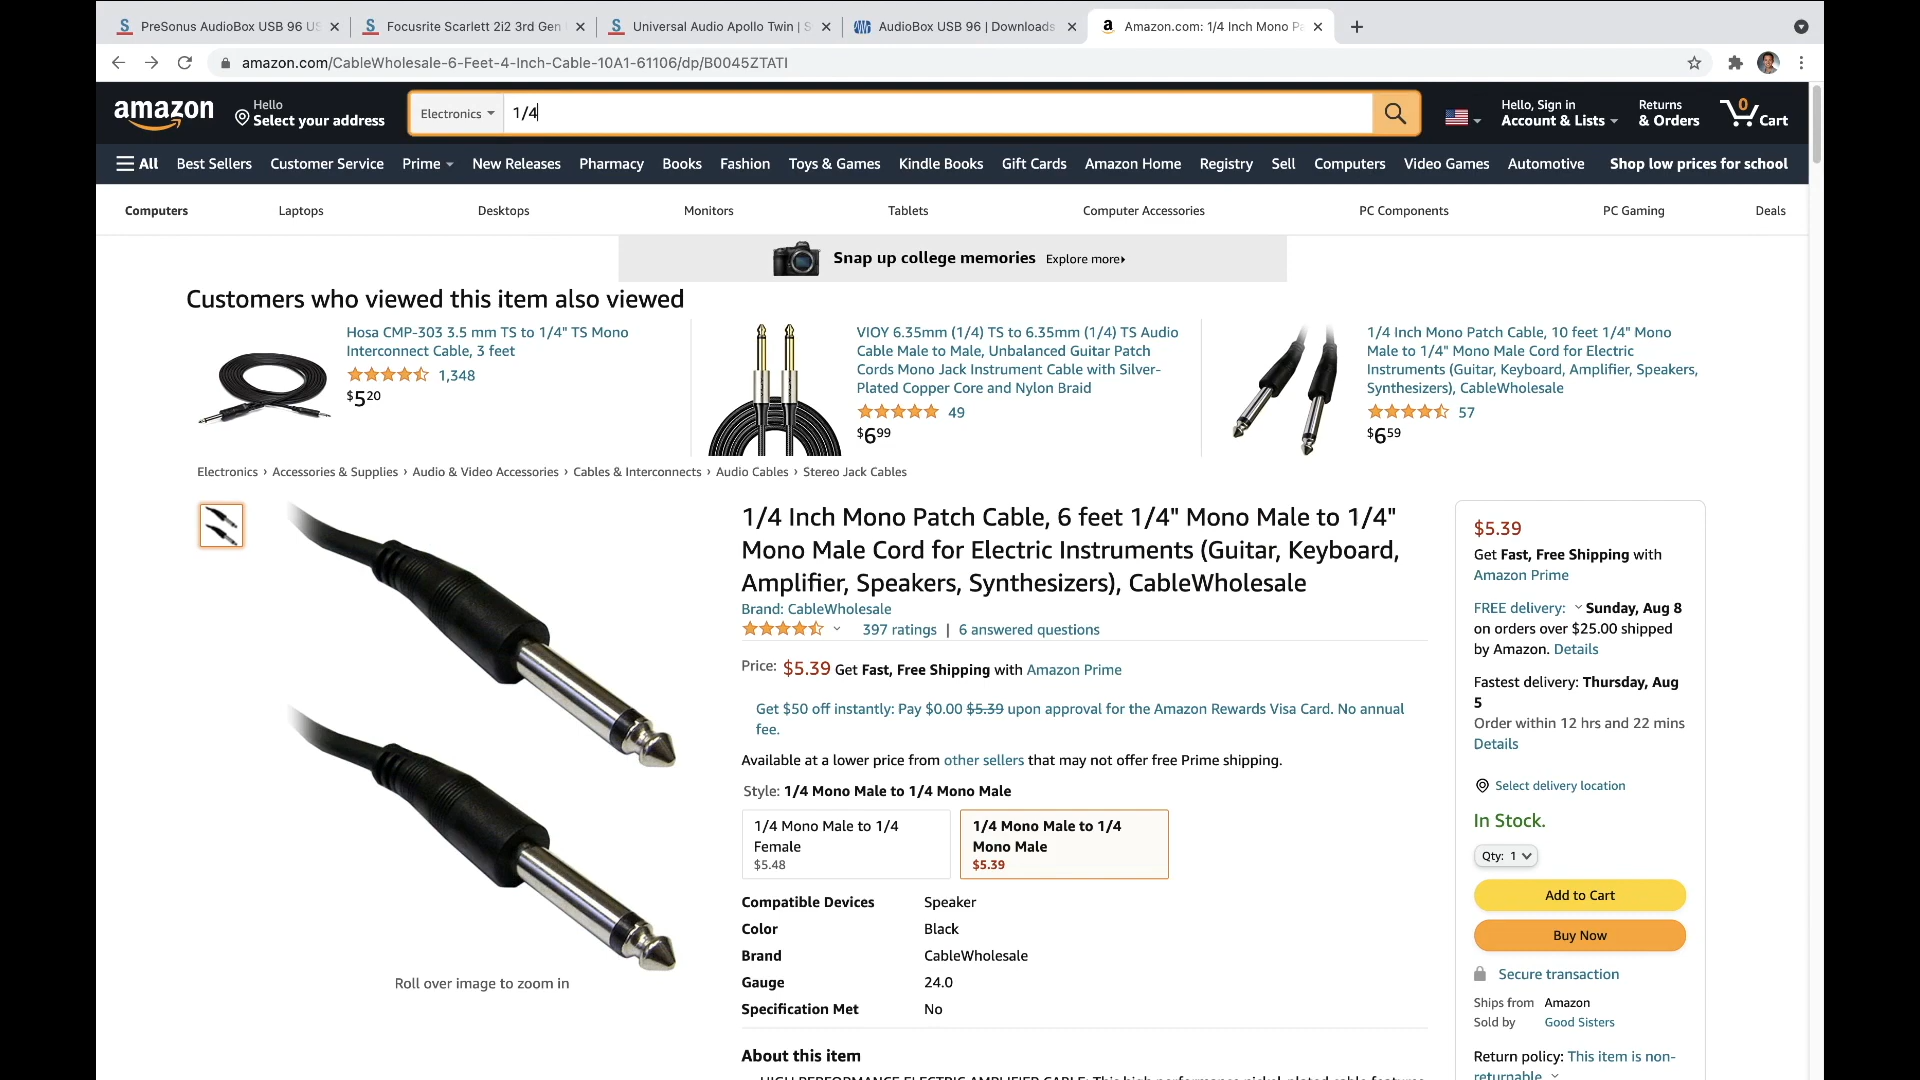 PreSonus AudioBox USB 96 US
Focusrite Scarlett 2i2 3rd Gen
Universal Audio Apollo Twin | S
AudioBox USB 96 | Downloads
Amazon.com: 1/4 Inch Mono Pa
amazon.com/CableWholesale-6-Feet-4-Inch-Cable-10A1-61106/dp/B0045ZTATI
amazon
Hello
Select your address
Electronics
1/4
Hello, Sign in
Account & Lists
Returns
& Orders
0
Cart
All Best Sellers Customer Service Prime New Releases Pharmacy Books Fashion Toys & Games Kindle Books Gift Cards Amazon Home Registry Sell Computers Video Games Automotive Shop low prices for school
Computers Laptops Desktops Monitors Tablets Computer Accessories PC Components PC Gaming Deals
Snap up college memories Explore more
Customers who viewed this item also viewed
Hosa CMP-303 3.5 mm TS to 1/4" TS Mono
Interconnect Cable, 3 feet
1,348
$5.20
VIOY 6.35mm (1/4) TS to 6.35mm (1/4) TS Audio
Cable Male to Male, Unbalanced Guitar Patch
Cords Mono Jack Instrument Cable with Silver-
Plated Copper Core and Nylon Braid
49
$6.99
1/4 Inch Mono Patch Cable, 10 feet 1/4" Mono
Male to 1/4" Mono Male Cord for Electric
Instruments (Guitar, Keyboard, Amplifier, Speakers,
Synthesizers), CableWholesale
57
$6.59
Electronics › Accessories & Supplies › Audio & Video Accessories › Cables & Interconnects › Audio Cables › Stereo Jack Cables
Roll over image to zoom in
1/4 Inch Mono Patch Cable, 6 feet 1/4" Mono Male to 1/4"
Mono Male Cord for Electric Instruments (Guitar, Keyboard,
Amplifier, Speakers, Synthesizers), CableWholesale
Brand: CableWholesale
397 ratings | 6 answered questions
Price: $5.39 Get Fast, Free Shipping with Amazon Prime
Get $50 off instantly: Pay $0.00 $5.39 upon approval for the Amazon Rewards Visa Card. No annual
fee.
Available at a lower price from other sellers that may not offer free Prime shipping.
Style: 1/4 Mono Male to 1/4 Mono Male
1/4 Mono Male to 1/4
Female
$5.48
1/4 Mono Male to 1/4
Mono Male
$5.39
Compatible Devices Speaker
Color Black
Brand CableWholesale
Gauge 24.0
Specification Met No
About this item
HIGH PERFORMANCE ELECTRIC AMPLIFIER CABLE: This high performance nickel-plated cable features
$5.39
Get Fast, Free Shipping with
Amazon Prime
FREE delivery: Sunday, Aug 8
on orders over $25.00 shipped
by Amazon. Details
Fastest delivery: Thursday, Aug
5
Order within 12 hrs and 22 mins
Details
Select delivery location
In Stock.
Qty: 1
Add to Cart
Buy Now
Secure transaction
Ships from Amazon
Sold by Good Sisters
Return policy: This item is non-
returnable